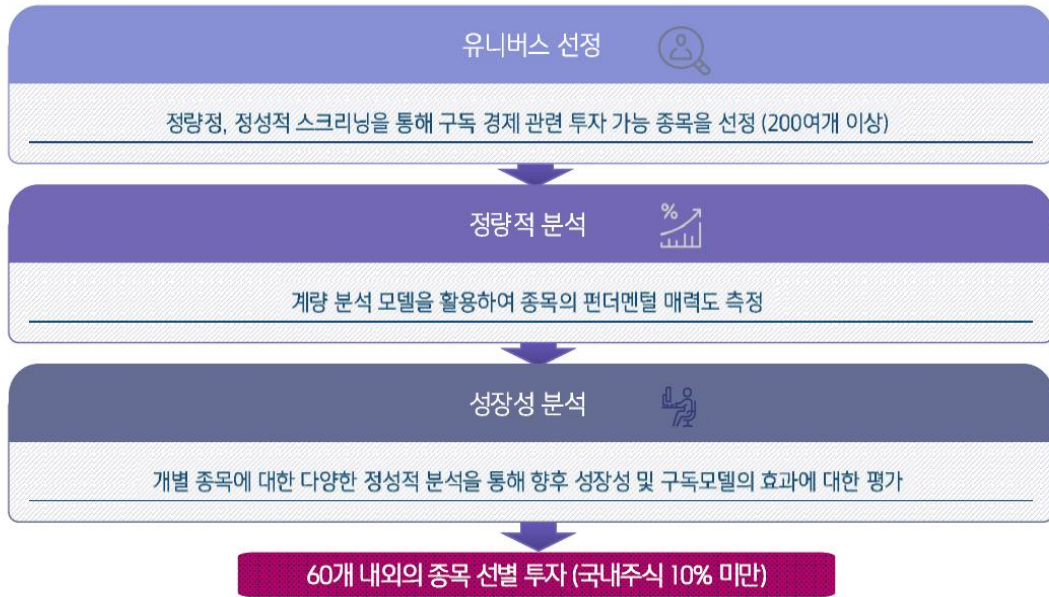 유니버스 선정
정량정, 정성적 스크리닝을 통해 구독 경제 관련 투자 가능 종목을 선정 (200여개 이상)
%
정량적 분석
계량 분석 모델을 활용하여 종목의 펀더멘털 매력도 측정
성장성 분석
개별 종목에 대한 다양한 정성적 분석을 통해 향후 성장성 및 구독모델의 효과에 대한 평가
60개 내외의 종목 선별 투자 (국내주식 10% 미만)